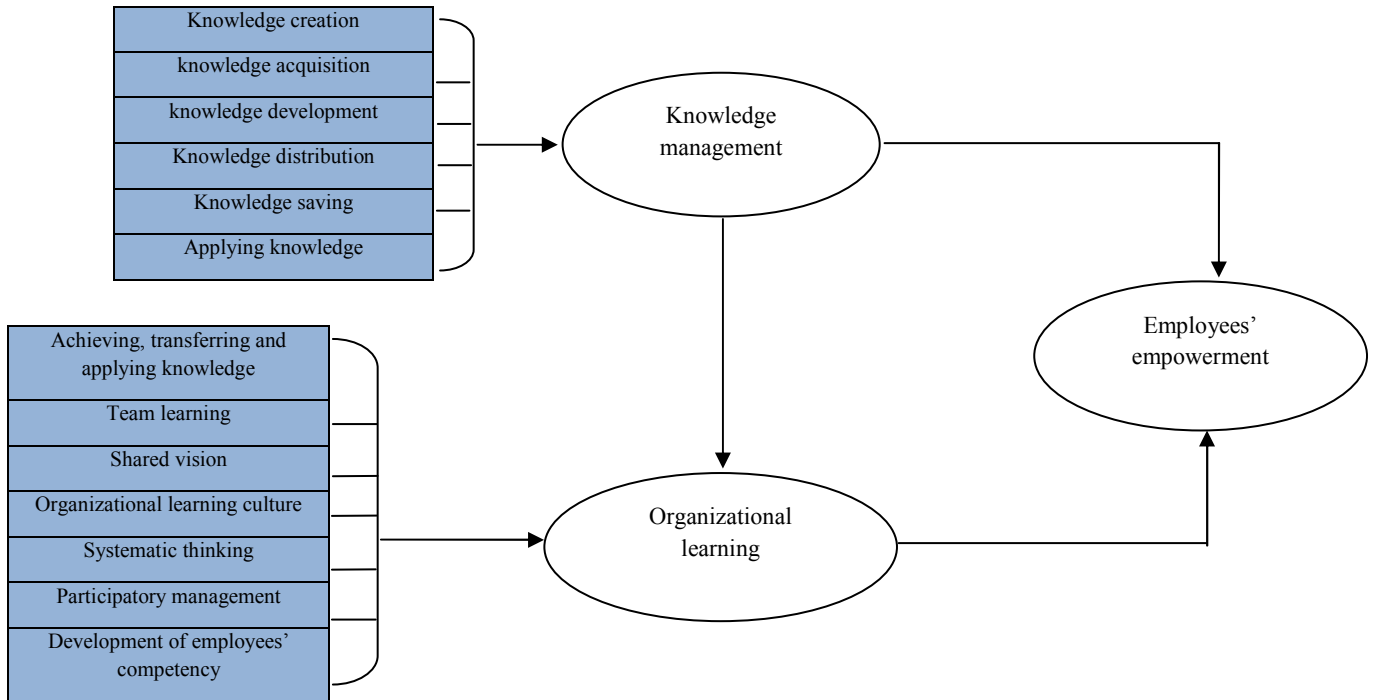 Knowledge creation
knowledge acquisition
knowledge development
Knowledge distribution
Knowledge saving
Applying knowledge
Knowledge
management
Employees’
empowerment
Achieving, transferring and
applying knowledge
Team learning
Shared vision
Organizational learning culture
Systematic thinking
Participatory management
Development of employees’
competency
Organizational
learning